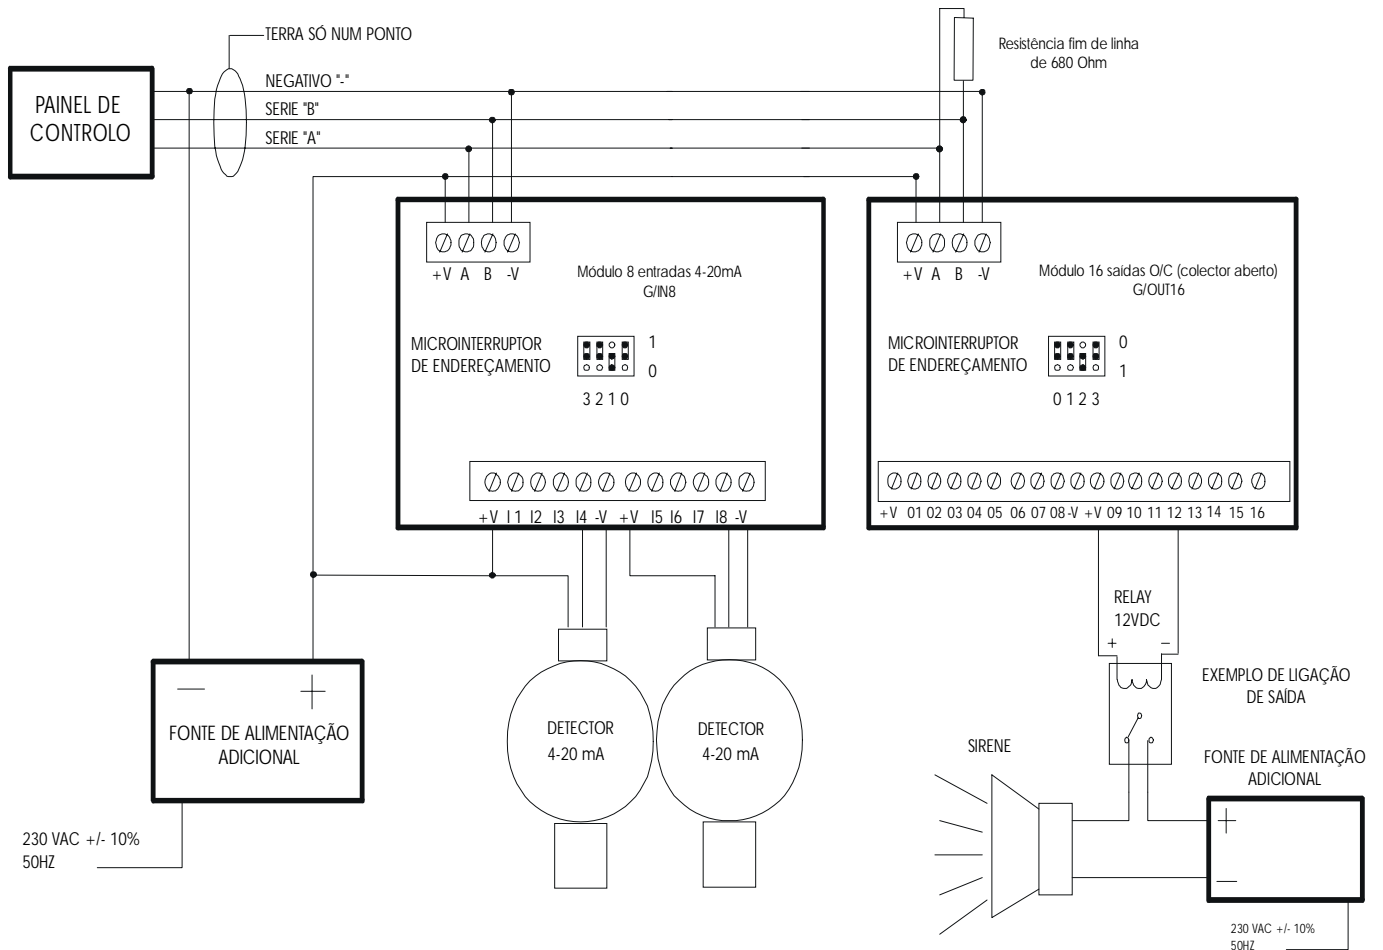 TERRA SÓ NUM PONTO
Resistência fim de linha
de 680 Ohm
PAINEL DE
CONTROLO
NEGATIVO "-"
SERIE "B"
SERIE "A"
+V A B -V
Módulo 8 entradas 4-20mA
G/IN8
MICROINTERRUPTOR
DE ENDEREÇAMENTO
1
0
3 2 1 0
+V I1 I2 I3 I4 -V +V I5 I6 I7 I8 -V
+V A B -V
Módulo 16 saídas O/C (colector aberto)
G/OUT16
MICROINTERRUPTOR
DE ENDEREÇAMENTO
0
1
0 1 2 3
+V 01 02 03 04 05 06 07 08 -V +V 09 10 11 12 13 14 15 16
RELAY
12VDC
+ −
EXEMPLO DE LIGAÇÃO
DE SAÍDA
− +
FONTE DE ALIMENTAÇÃO
ADICIONAL
230 VAC +/- 10%
50HZ
DETECTOR
4-20 mA
DETECTOR
4-20 mA
SIRENE
FONTE DE ALIMENTAÇÃO
ADICIONAL
+
−
230 VAC +/- 10%
50HZ